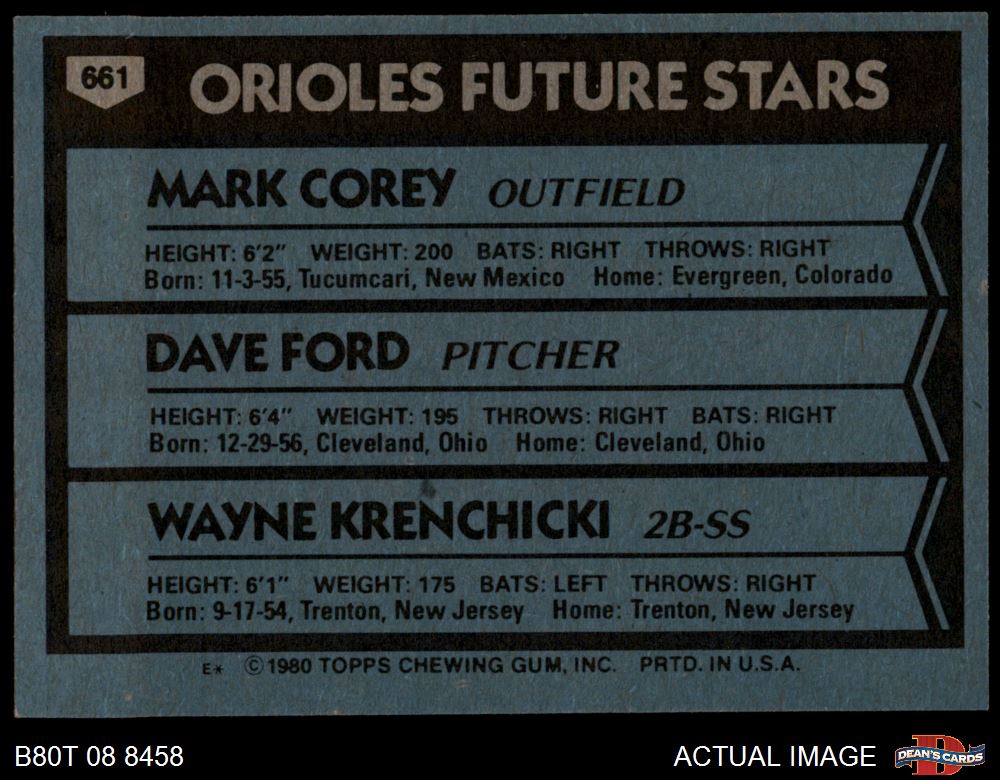 661
ORIOLES FUTURE STARS
MARK COREY OUTFIELD
HEIGHT: 6'2" WEIGHT: 200 BATS: RIGHT THROWS: RIGHT
Born: 11-3-55, Tucumcari, New Mexico Home: Evergreen, Colorado
DAVE FORD PITCHER
HEIGHT: 6'4" WEIGHT: 195 THROWS: RIGHT BATS: RIGHT
Born: 12-29-56, Cleveland, Ohio Home: Cleveland, Ohio
WAYNE KRENCHICKI 2B-SS
HEIGHT: 6'1" WEIGHT: 175 BATS: LEFT THROWS: RIGHT
Born: 9-17-54, Trenton, New Jersey Home: Trenton, New Jersey
E* ©1980 TOPPS CHEWING GUM, INC. PRTD. IN U.S.A.
B80T 08 8458
ACTUAL IMAGE
D
DEAN'S CARDS